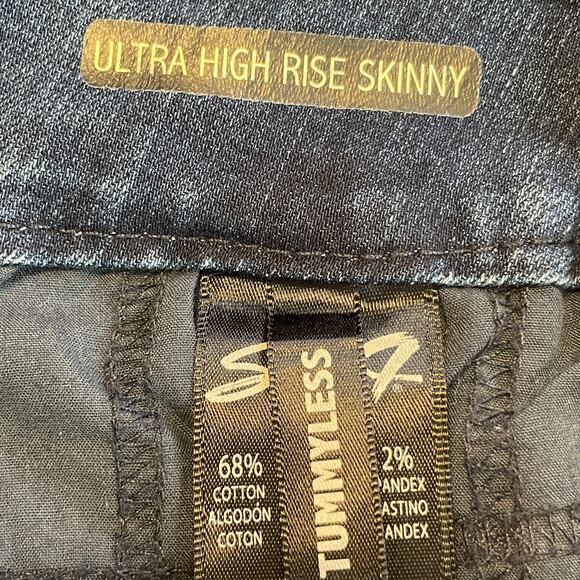 ULTRA HIGH RISE SKINNY
TUMMYLESS
68%
COTTON
ALGODÓN
COTON
2%
ANDEX
ASTINO
ANDEX